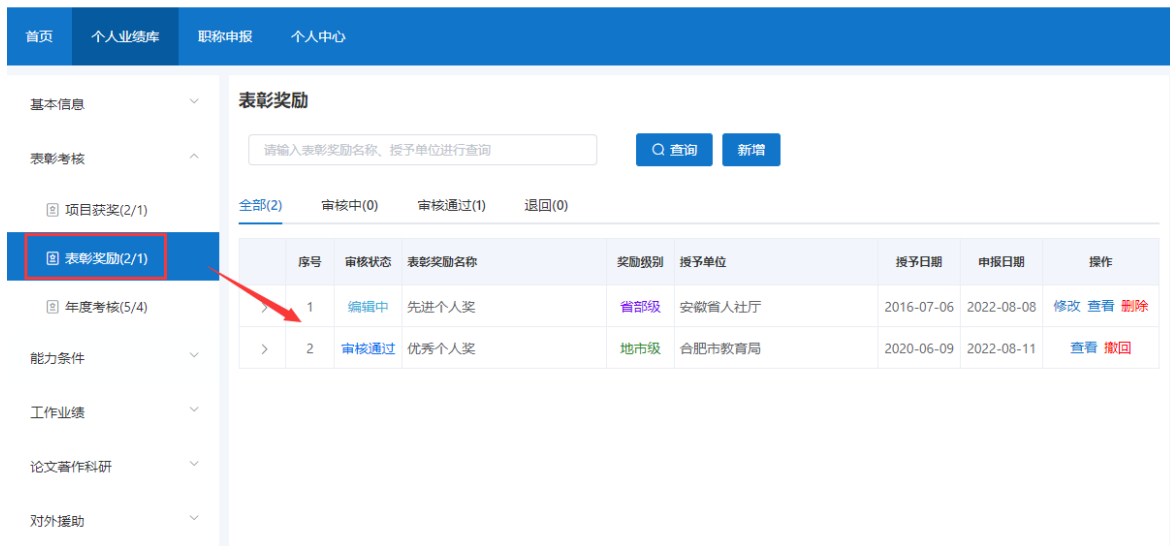 首页 个人业绩库 职称申报 个人中心
基本信息
表彰考核
项目获奖(2/1)
表彰奖励(2/1)
年度考核(5/4)
能力条件
工作业绩
论文著作科研
对外援助
表彰奖励
请输入表彰奖励名称、授予单位进行查询 查询 新增
全部(2) 审核中(0) 审核通过(1) 退回(0)
序号 审核状态 表彰奖励名称 奖励级别 授予单位 授予日期 申报日期 操作
1 编辑中 先进个人奖 省部级 安徽省人社厅 2016-07-06 2022-08-08 修改 查看 删除
2 审核通过 优秀个人奖 地市级 合肥市教育局 2020-06-09 2022-08-11 查看 撤回